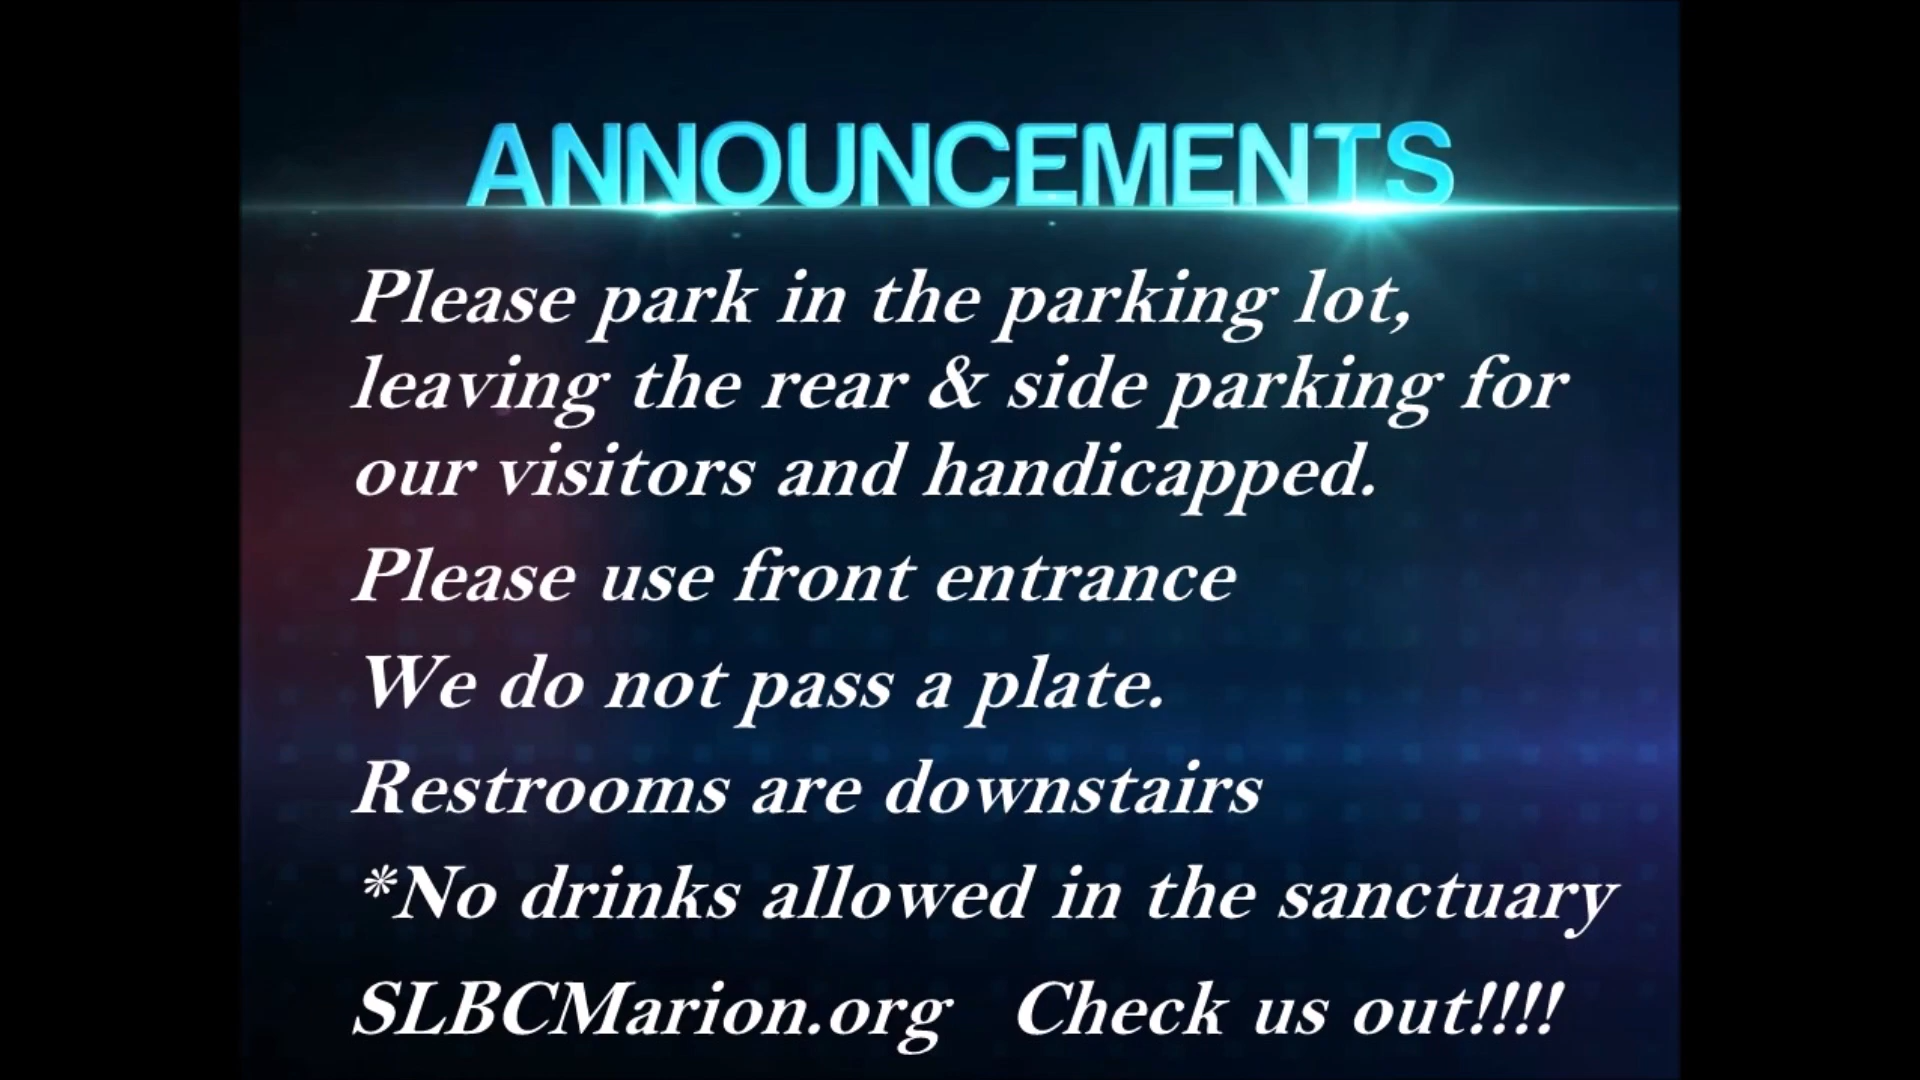 ANNOUNCEMENTS
Please park in the parking lot,
leaving the rear & side parking for
our visitors and handicapped.
Please use front entrance
We do not pass a plate.
Restrooms are downstairs
*No drinks allowed in the sanctuary
SLBCMarion.org   Check us out!!!!